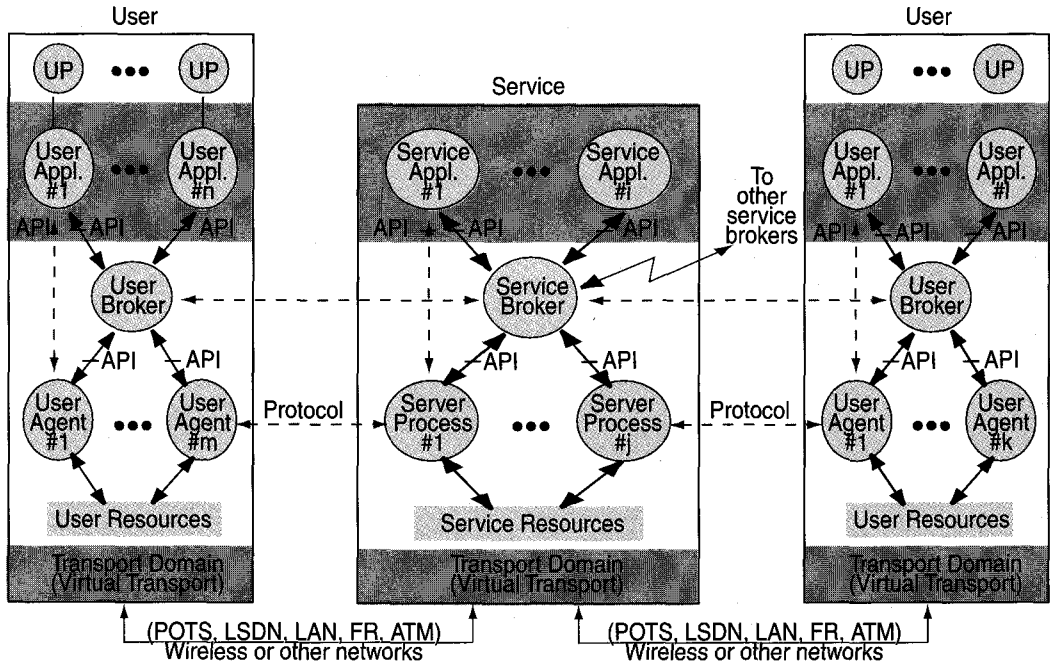 User
UP ••• UP
User
Appl.
#1
•••
User
Appl.
#n
API
API
API
User
Broker
API
API
User
Agent
#1
•••
User
Agent
#m
User Resources
Transport Domain
(Virtual Transport)
Protocol
Service
Service
Appl.
#1
•••
Service
Appl.
#i
API
API
API
Service
Broker
To
other
service
brokers
API
API
Server
Process
#1
•••
Server
Process
#j
Service Resources
Transport Domain
(Virtual Transport)
Protocol
User
UP ••• UP
User
Appl.
#1
•••
User
Appl.
#l
API
API
API
User
Broker
API
API
User
Agent
#1
•••
User
Agent
#k
User Resources
Transport Domain
(Virtual Transport)
(POTS, LSDN, LAN, FR, ATM)
Wireless or other networks
(POTS, LSDN, LAN, FR, ATM)
Wireless or other networks